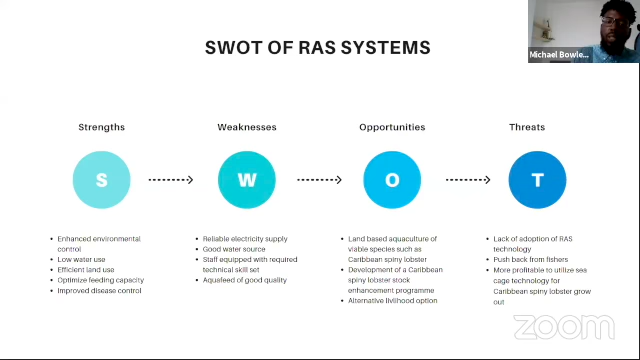 SWOT OF RAS SYSTEMS
Michael Bowle...
Strengths
Weaknesses
Opportunities
Threats
S
W
O
T
• Enhanced environmental
control
• Low water use
• Efficient land use
• Optimize feeding capacity
• Improved disease control
• Reliable electricity supply
• Good water source
• Staff equipped with required
technical skill set
• Aquafeed of good quality
• Land based aquaculture of
viable species such as
Caribbean spiny lobster
• Development of a Caribbean
spiny lobster stock
enhancement programme
• Alternative livlihood option
• Lack of adoption of RAS
technology
• Push back from fishers
• More profitable to utilize sea
cage technology for
Caribbean spiny lobster grow
out
zoom